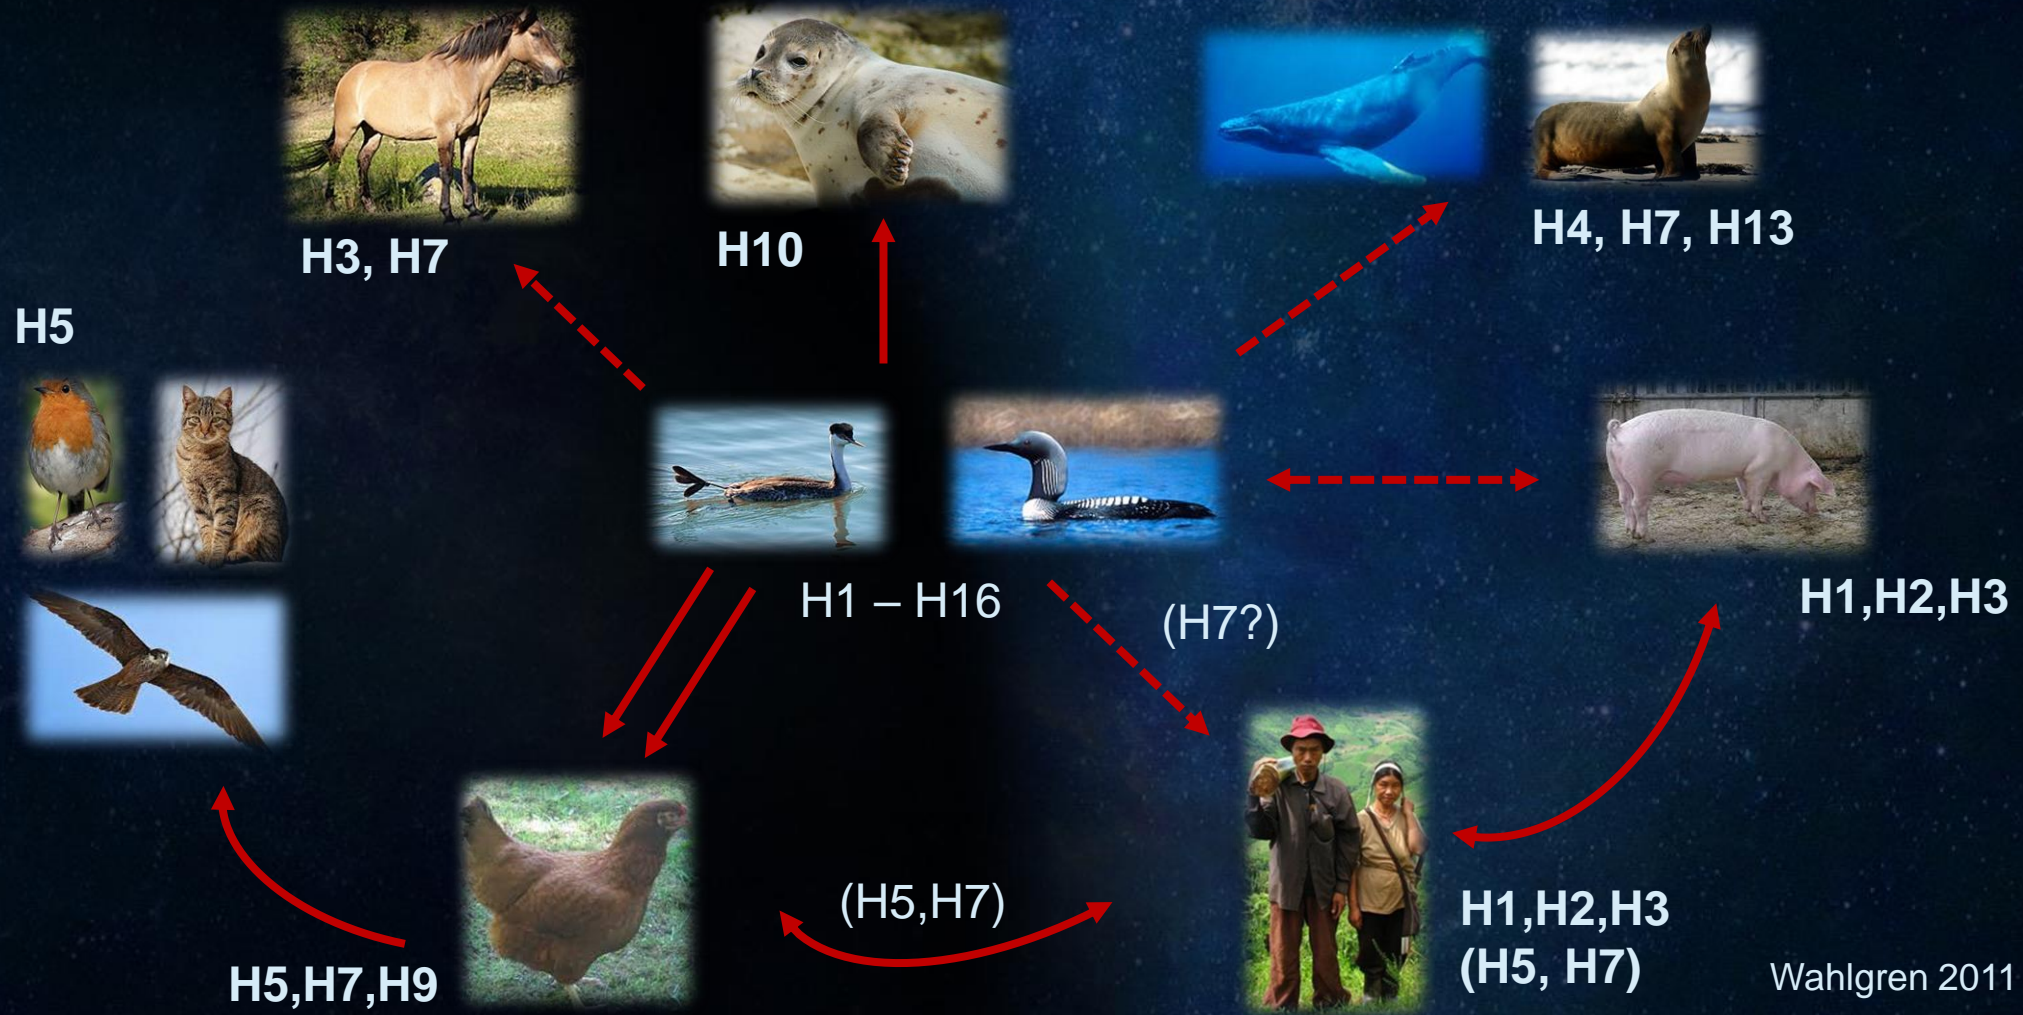 H3, H7
H10
H4, H7, H13
H5
H1 – H16
(H7?)
H1,H2,H3
(H5,H7)
H1,H2,H3
(H5, H7)
H5,H7,H9
Wahlgren 2011